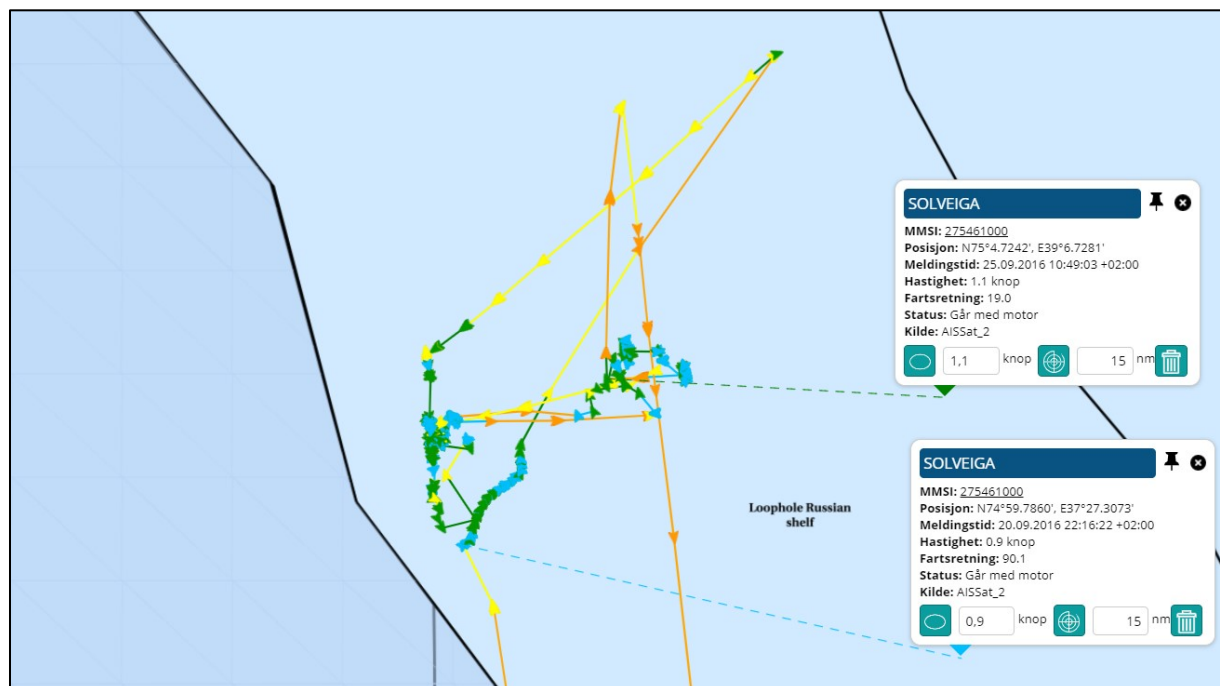 SOLVEIGA
MMSI: 275461000
Posisjon: N75°4.7242', E39°6.7281'
Meldingstid: 25.09.2016 10:49:03 +02:00
Hastighet: 1.1 knop
Fartsretning: 19.0
Status: Går med motor
Kilde: AISSat_2
1,1 knop 15 nm
SOLVEIGA
MMSI: 275461000
Posisjon: N74°59.7860', E37°27.3073'
Meldingstid: 20.09.2016 22:16:22 +02:00
Hastighet: 0.9 knop
Fartsretning: 90.1
Status: Går med motor
Kilde: AISSat_2
0,9 knop 15 nm
Loophole Russian
shelf